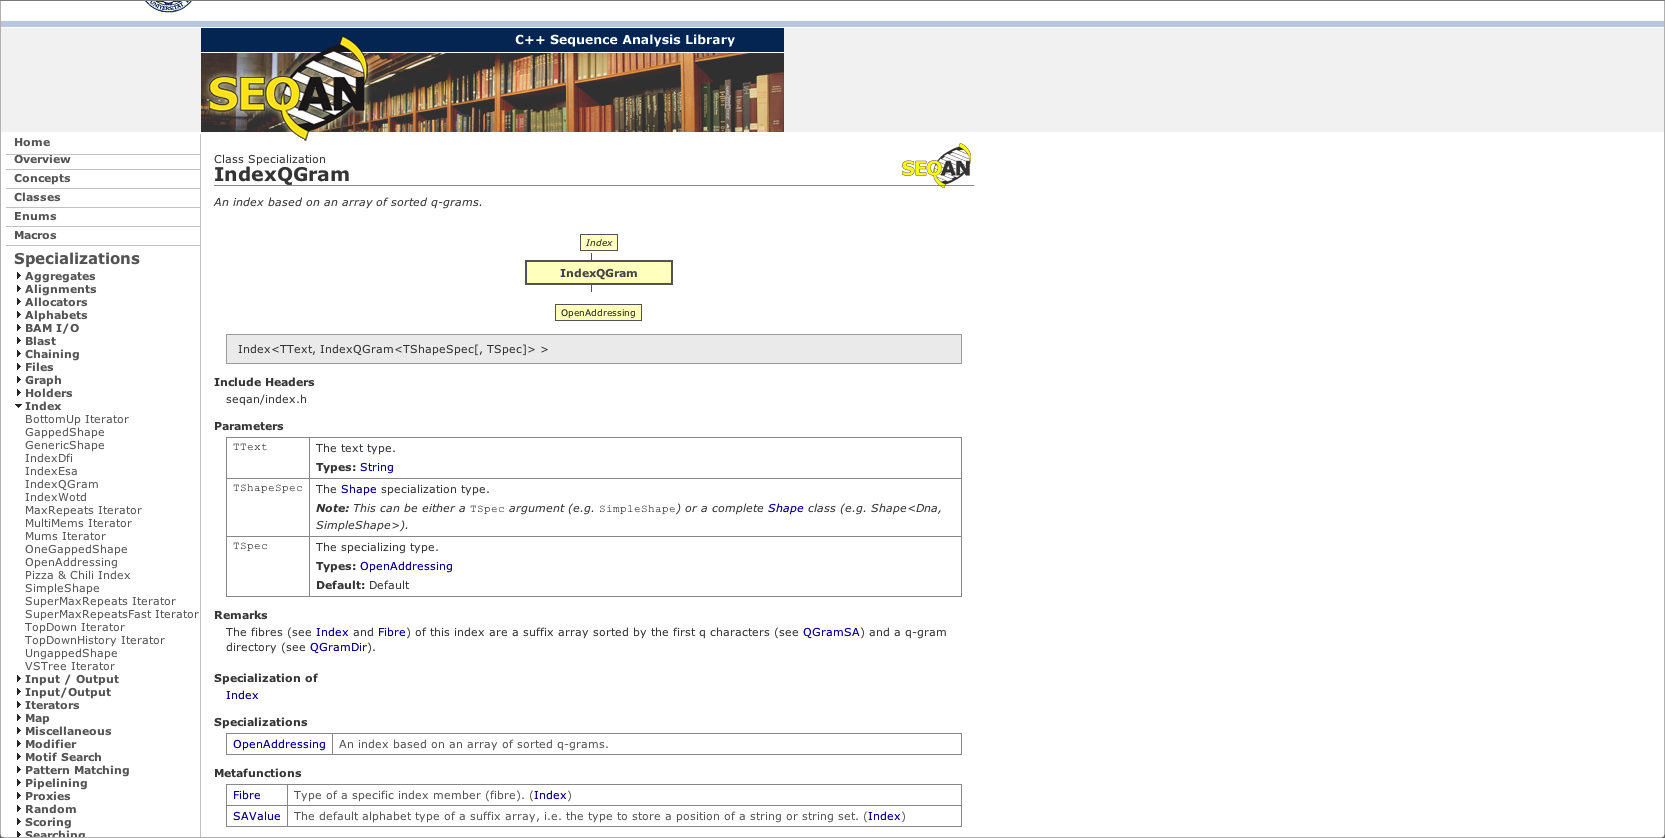 C++ Sequence Analysis Library
SEQAN
Home
Overview
Concepts
Classes
Enums
Macros
Specializations
Aggregates
Alignments
Allocators
Alphabets
BAM I/O
Blast
Chaining
Files
Graph
Holders
Index
BottomUp Iterator
GappedShape
GenericShape
IndexDfi
IndexEsa
IndexQGram
IndexWotd
MaxRepeats Iterator
MultiMems Iterator
Mums Iterator
OneGappedShape
OpenAddressing
Pizza & Chili Index
SimpleShape
SuperMaxRepeats Iterator
SuperMaxRepeatsFast Iterator
TopDown Iterator
TopDownHistory Iterator
UngappedShape
VSTree Iterator
Input / Output
Input/Output
Iterators
Map
Miscellaneous
Modifier
Motif Search
Pattern Matching
Pipelining
Proxies
Random
Scoring
Searching
Class Specialization
IndexQGram
SEQAN
An index based on an array of sorted q-grams.
Index
IndexQGram
OpenAddressing
Index<TText, IndexQGram<TShapeSpec[, TSpec]> >
Include Headers
seqan/index.h
Parameters
TText The text type.
Types: String
TShapeSpec The Shape specialization type.
Note: This can be either a TSpec argument (e.g. SimpleShape) or a complete Shape class (e.g. Shape<Dna,
SimpleShape>).
TSpec The specializing type.
Types: OpenAddressing
Default: Default
Remarks
The fibres (see Index and Fibre) of this index are a suffix array sorted by the first q characters (see QGramSA) and a q-gram
directory (see QGramDir).
Specialization of
Index
Specializations
OpenAddressing An index based on an array of sorted q-grams.
Metafunctions
Fibre Type of a specific index member (fibre). (Index)
SAValue The default alphabet type of a suffix array, i.e. the type to store a position of a string or string set. (Index)